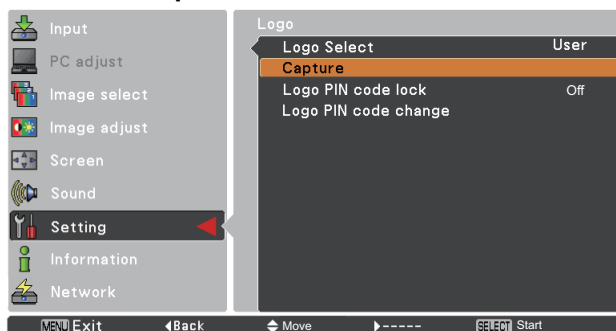 Input
PC adjust
Image select
Image adjust
Screen
Sound
Setting
Information
Network
Logo
Logo Select User
Capture
Logo PIN code lock Off
Logo PIN code change
MENU Exit ◀Back Move ▶----- SELECT Start